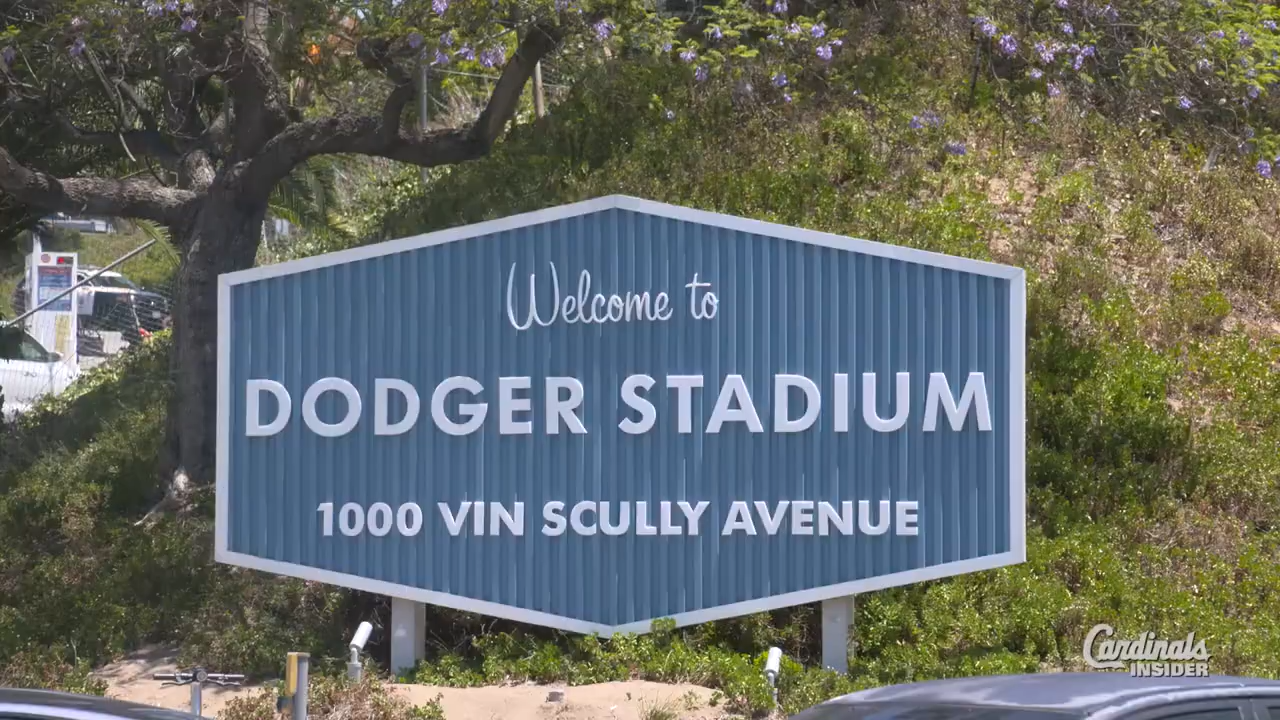 Welcome to
DODGER STADIUM
1000 VIN SCULLY AVENUE
Cardinals
INSIDER